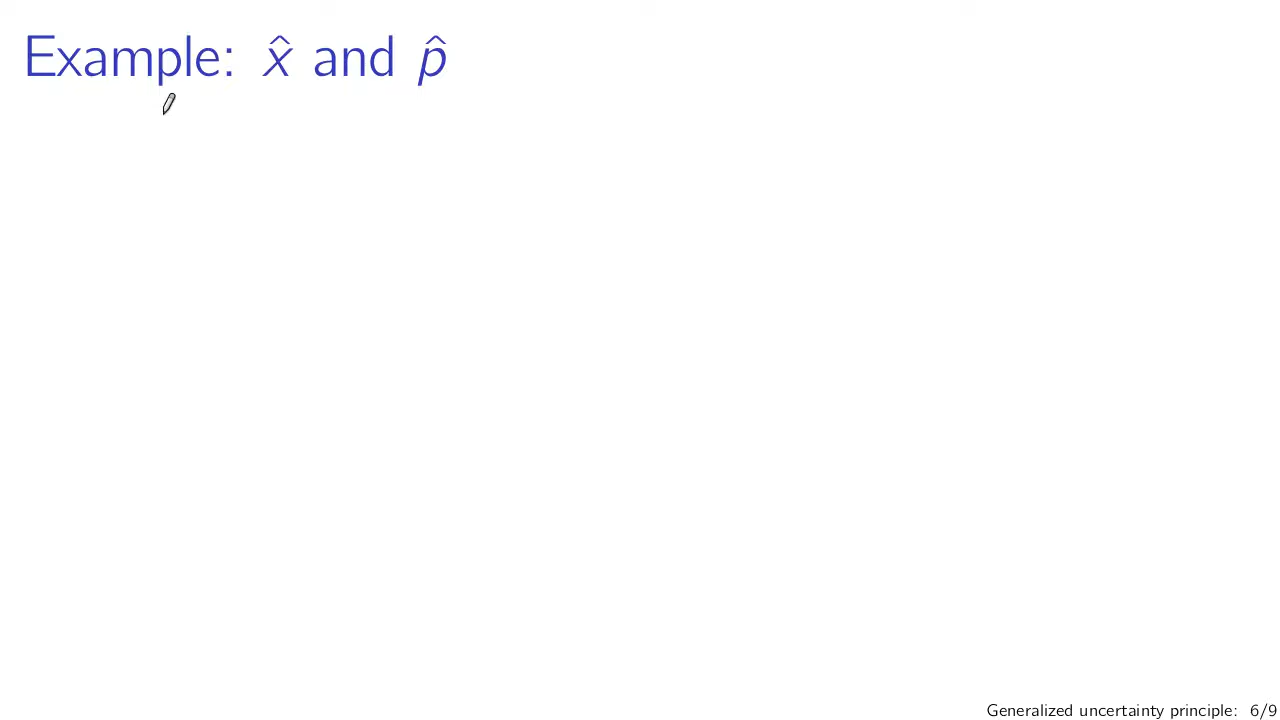 Example: x̂ and p̂
Generalized uncertainty principle: 6/9